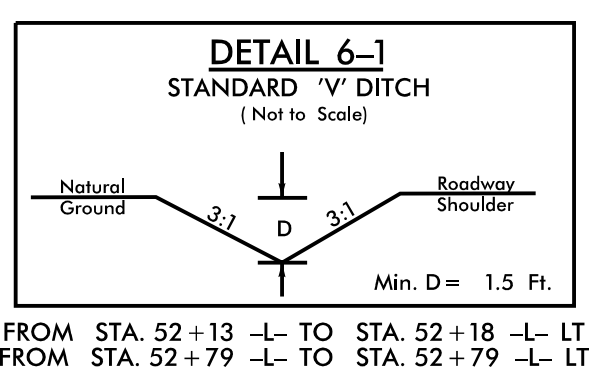 DETAIL 6–1
STANDARD 'V' DITCH
( Not to Scale)
Natural
Ground
3:1
D
3:1
Roadway
Shoulder
Min. D = 1.5 Ft.
FROM STA. 52+13 –L– TO STA. 52+18 –L– LT
FROM STA. 52+79 –L– TO STA. 52+79 –L– LT